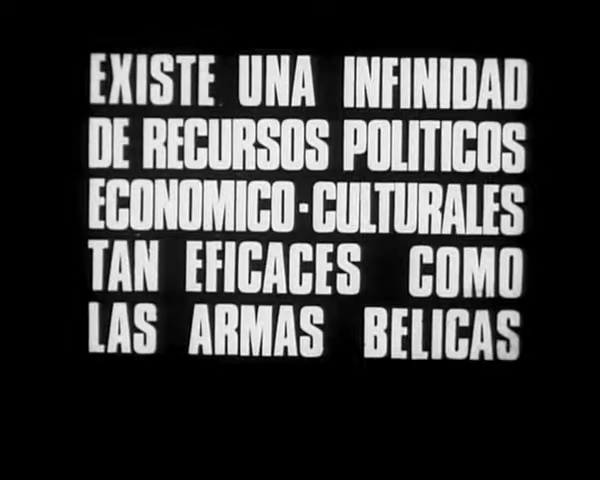 EXISTE UNA INFINIDAD
DE RECURSOS POLITICOS
ECONOMICO·CULTURALES
TAN EFICACES COMO
LAS ARMAS BELICAS